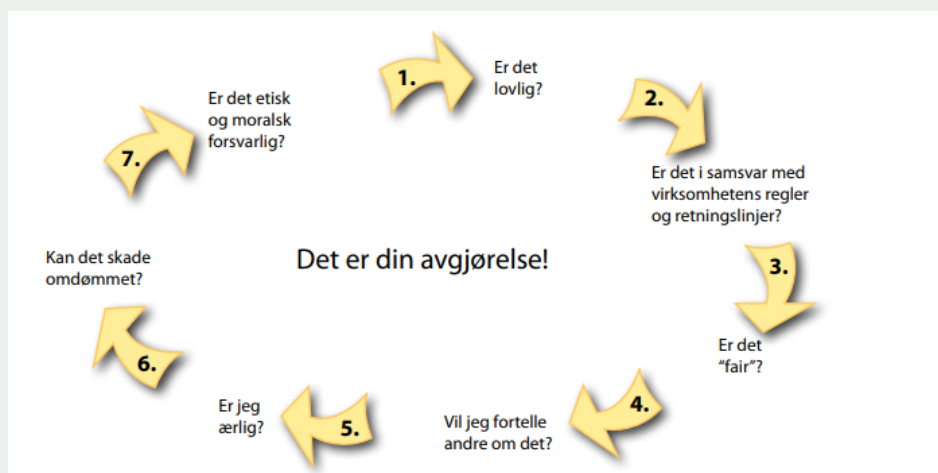 1.
Er det
lovlig?
2.
Er det i samsvar med
virksomhetens regler
og retningslinjer?
3.
Er det
“fair”?
4.
Vil jeg fortelle
andre om det?
5.
Er jeg
ærlig?
6.
Kan det skade
omdømmet?
7.
Er det etisk
og moralsk
forsvarlig?
Det er din avgjørelse!